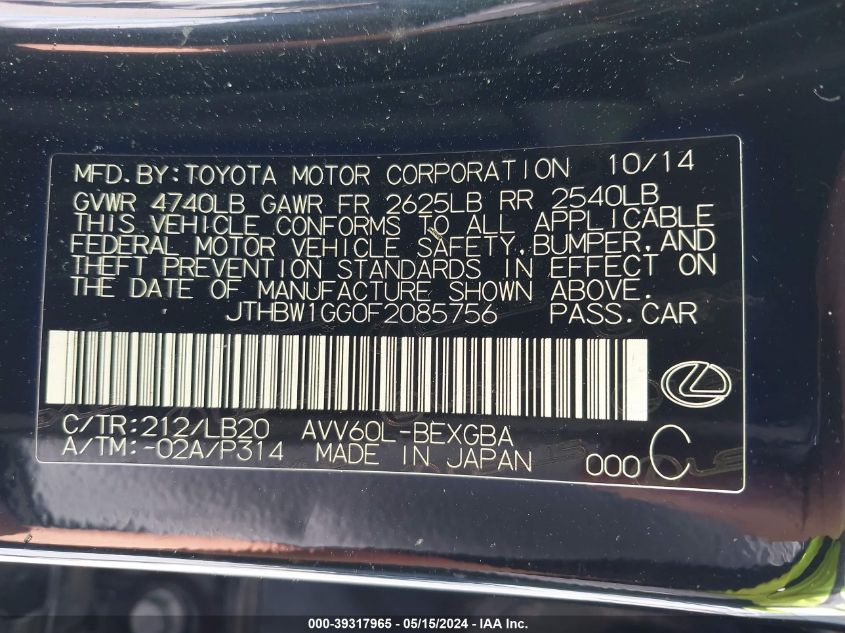 MFD.BY:TOYOTA MOTOR CORPORATION 10/14
GVWR 4740LB GAWR FR 2625LB RR 2540LB
THIS VEHICLE CONFORMS TO ALL APPLICABLE
FEDERAL MOTOR VEHICLE SAFETY,BUMPER,AND
THEFT PREVENTION STANDARDS IN EFFECT ON
THE DATE OF MANUFACTURE SHOWN ABOVE.
JTHBW1GG0F2085756 PASS.CAR
C/TR:212/LB20 AVV60L-BEXGBA
A/TM:-02A/P314 MADE IN JAPAN 000 C
000-39317965 - 05/15/2024 - IAA Inc.